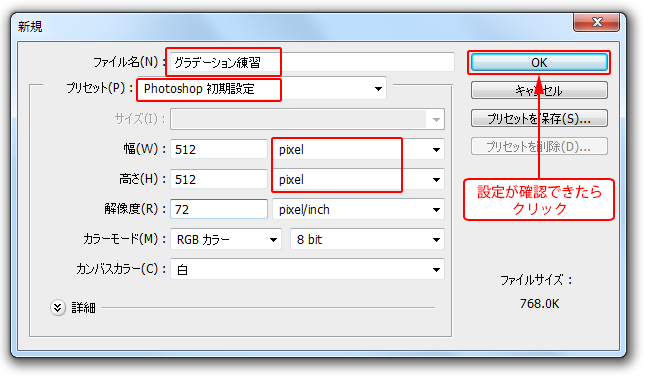 新規
ファイル名(N)： グラデーション練習
OK
プリセット(P)： Photoshop 初期設定
キャンセル
サイズ(I)：
プリセットを保存(S)...
幅(W)： 512 pixel
プリセットを削除(D)...
高さ(H)： 512 pixel
設定が確認できたら
クリック
解像度(R)： 72 pixel/inch
カラーモード(M)： RGB カラー 8 bit
カンバスカラー(C)： 白
ファイルサイズ：
768.0K
詳細